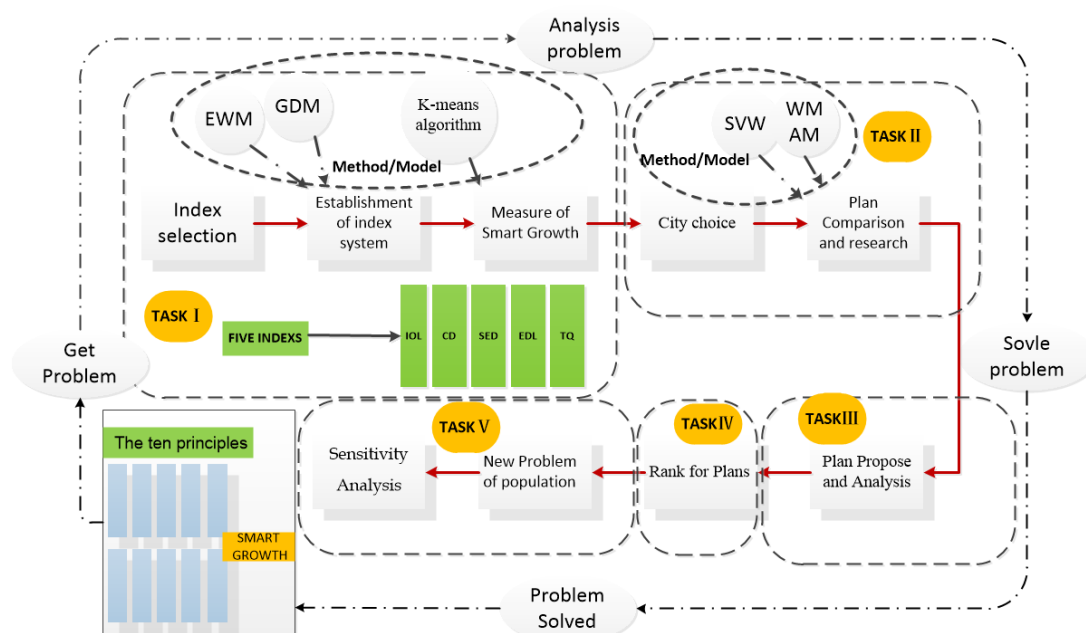 Analysis
problem
EWM
GDM
K-means
algorithm
Method/Model
Index
selection
Establishment
of index
system
Measure of
Smart Growth
SVW
WM
AM
Method/Model
TASK Ⅱ
City choice
Plan
Comparison
and research
TASK Ⅰ
FIVE INDEXS
IOL
CD
SED
EDL
TQ
Get
Problem
Sovle
problem
The ten principles
SMART
GROWTH
Sensitivity
Analysis
TASK Ⅴ
New Problem
of population
TASKⅣ
Rank for Plans
TASKⅢ
Plan Propose
and Analysis
Problem
Solved